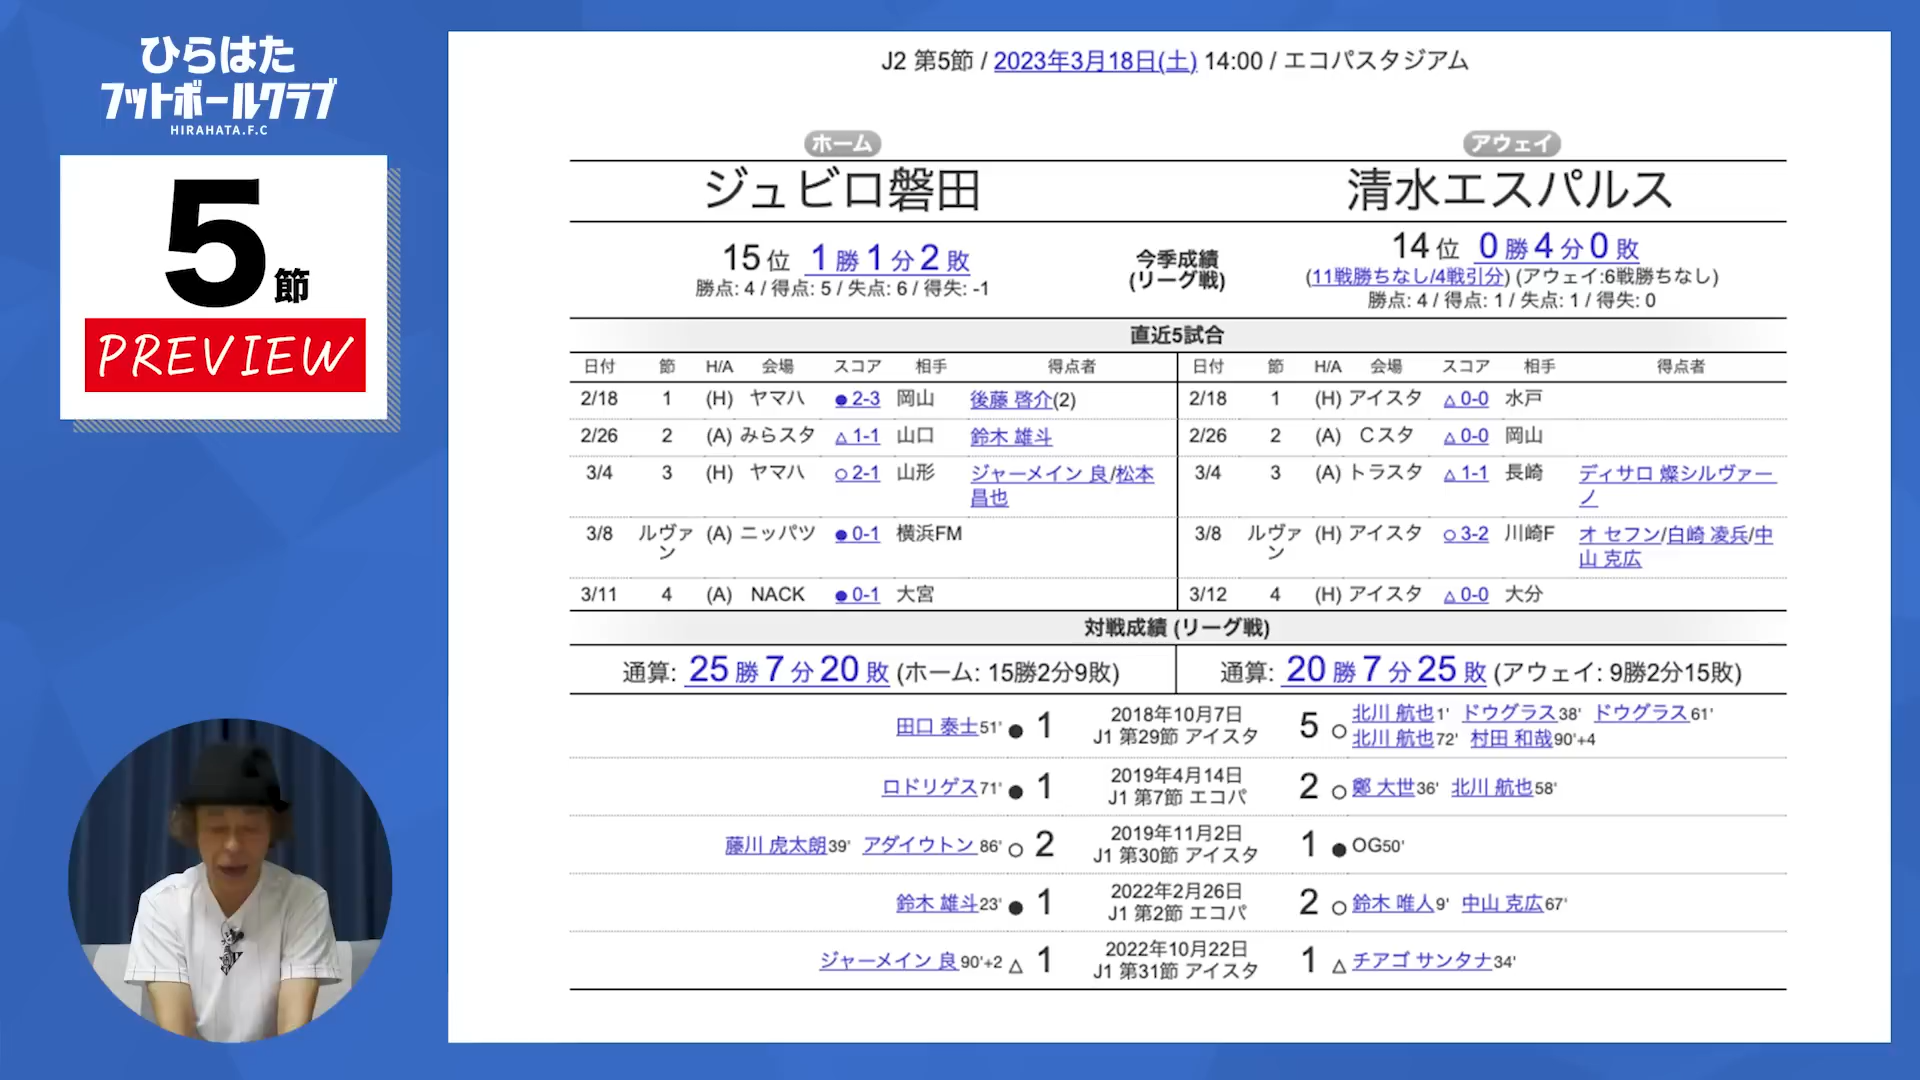 ひらはた
フットボールクラブ
HIRAHATA.F.C
5節
PREVIEW
J2 第5節 / 2023年3月18日(土) 14:00 / エコパスタジアム
ホーム アウェイ
ジュビロ磐田 清水エスパルス
15位 1勝1分2敗 今季成績 14位 0勝4分0敗
勝点: 4 / 得点: 5 / 失点: 6 / 得失: -1 (リーグ戦) (11戦勝ちなし/4戦引分) (アウェイ:6戦勝ちなし)
勝点: 4 / 得点: 1 / 失点: 1 / 得失: 0
直近5試合
日付 節 H/A 会場 スコア 相手 得点者 日付 節 H/A 会場 スコア 相手 得点者
2/18 1 (H) ヤマハ ●2-3 岡山 後藤 啓介(2) 2/18 1 (H) アイスタ △0-0 水戸
2/26 2 (A) みらスタ △1-1 山口 鈴木 雄斗 2/26 2 (A) Cスタ △0-0 岡山
3/4 3 (H) ヤマハ ○2-1 山形 ジャーメイン 良/松本 3/4 3 (A) トラスタ △1-1 長崎 ディサロ 燦シルヴァー
昌也 ノ
3/8 ルヴァ (A) ニッパツ ●0-1 横浜FM 3/8 ルヴァ (H) アイスタ ○3-2 川崎F オ セフン/白崎 凌兵/中
ン ン 山 克広
3/11 4 (A) NACK ●0-1 大宮 3/12 4 (H) アイスタ △0-0 大分
対戦成績 (リーグ戦)
通算: 25勝7分20敗 (ホーム: 15勝2分9敗) 通算: 20勝7分25敗 (アウェイ: 9勝2分15敗)
田口 泰士51' ● 1 2018年10月7日 5 ○ 北川 航也1' ドウグラス38' ドウグラス61'
J1 第29節 アイスタ 北川 航也72' 村田 和哉90'+4
ロドリゲス71' ● 1 2019年4月14日 2 ○ 鄭 大世36' 北川 航也58'
J1 第7節 エコパ
藤川 虎太朗39' アダイウトン86' ○ 2 2019年11月2日 1 ● OG50'
J1 第30節 アイスタ
鈴木 雄斗23' ● 1 2022年2月26日 2 ○ 鈴木 唯人9' 中山 克広67'
J1 第2節 エコパ
ジャーメイン 良90'+2 △ 1 2022年10月22日 1 △ チアゴ サンタナ34'
J1 第31節 アイスタ